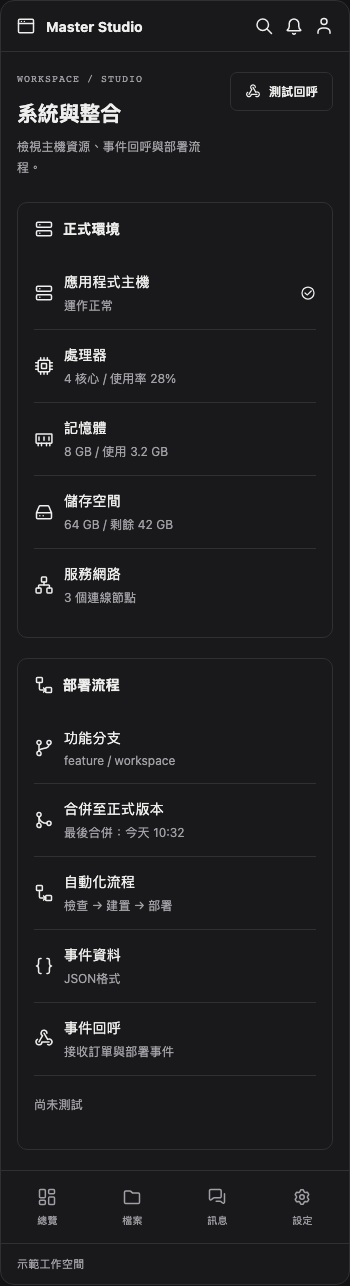 Master Studio
WORKSPACE / STUDIO
系統與整合
測試回呼
檢視主機資源、事件回呼與部署流
程。
正式環境
應用程式主機
運作正常
處理器
4 核心 / 使用率 28%
記憶體
8 GB / 使用 3.2 GB
儲存空間
64 GB / 剩餘 42 GB
服務網路
3 個連線節點
部署流程
功能分支
feature / workspace
合併至正式版本
最後合併：今天 10:32
自動化流程
檢查 → 建置 → 部署
事件資料
JSON格式
事件回呼
接收訂單與部署事件
尚未測試
總覽 檔案 訊息 設定
示範工作空間